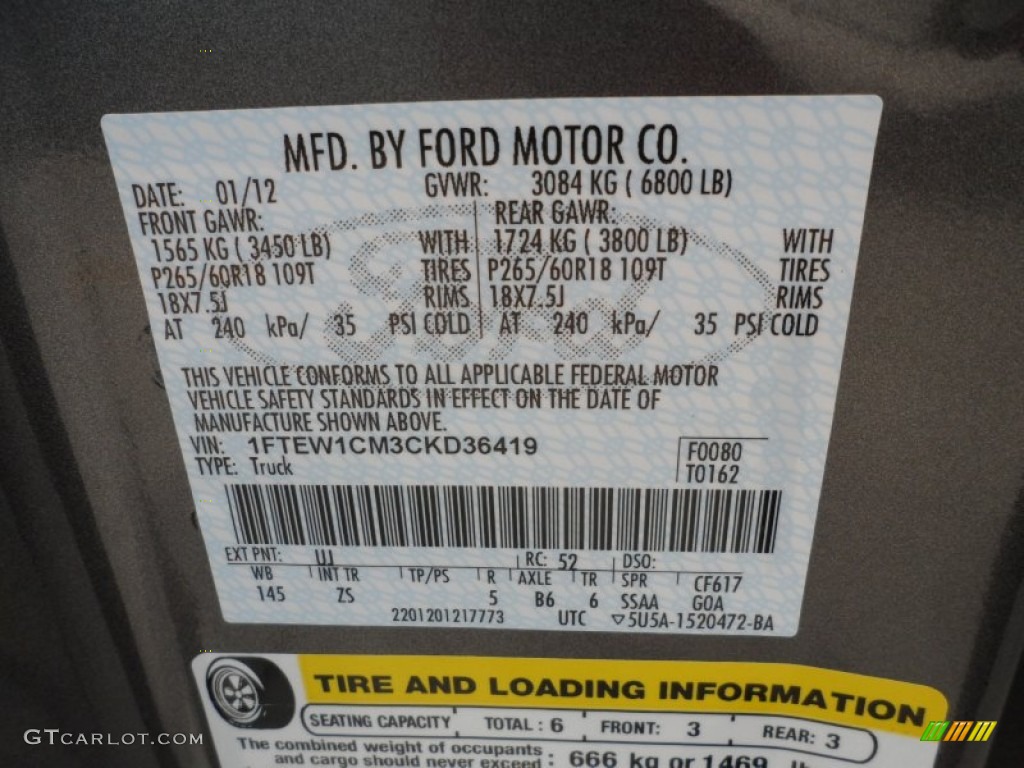 MFD. BY FORD MOTOR CO.
DATE: 01/12 GVWR: 3084 KG ( 6800 LB)
FRONT GAWR: REAR GAWR:
1565 KG ( 3450 LB) WITH 1724 KG ( 3800 LB) WITH
P265/60R18 109T TIRES P265/60R18 109T TIRES
18X7.5J RIMS 18X7.5J RIMS
AT 240 kPa/ 35 PSI COLD AT 240 kPa/ 35 PSI COLD
Ford
THIS VEHICLE CONFORMS TO ALL APPLICABLE FEDERAL MOTOR
VEHICLE SAFETY STANDARDS IN EFFECT ON THE DATE OF
MANUFACTURE SHOWN ABOVE.
VIN: 1FTEW1CM3CKD36419 F0080
TYPE: Truck T0162
EXT PNT: UJ RC: 52 DSO:
WB INT TR TP/PS R AXLE TR SPR CF617
145 ZS 5 B6 6 SSAA GOA
2201201217773 UTC ▽5U5A-1520472-BA
TIRE AND LOADING INFORMATION
SEATING CAPACITY TOTAL : 6 FRONT: 3 REAR: 3
The combined weight of occupants
and cargo should never exceed : 666 kg or 1469
GTCARLOT.COM